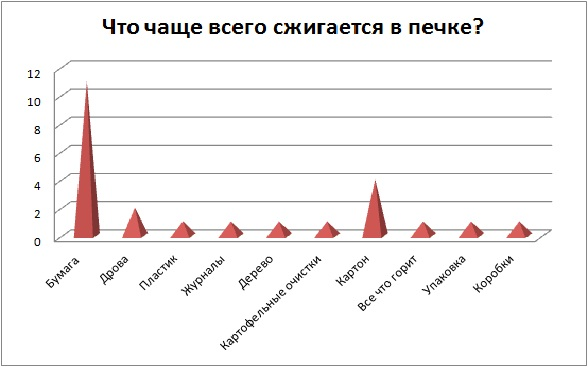 Что чаще всего сжигается в печке?
12
10
8
6
4
2
0
Бумага
Дрова
Пластик
Журналы
Дерево
Картофельные очистки
Картон
Все что горит
Упаковка
Коробки